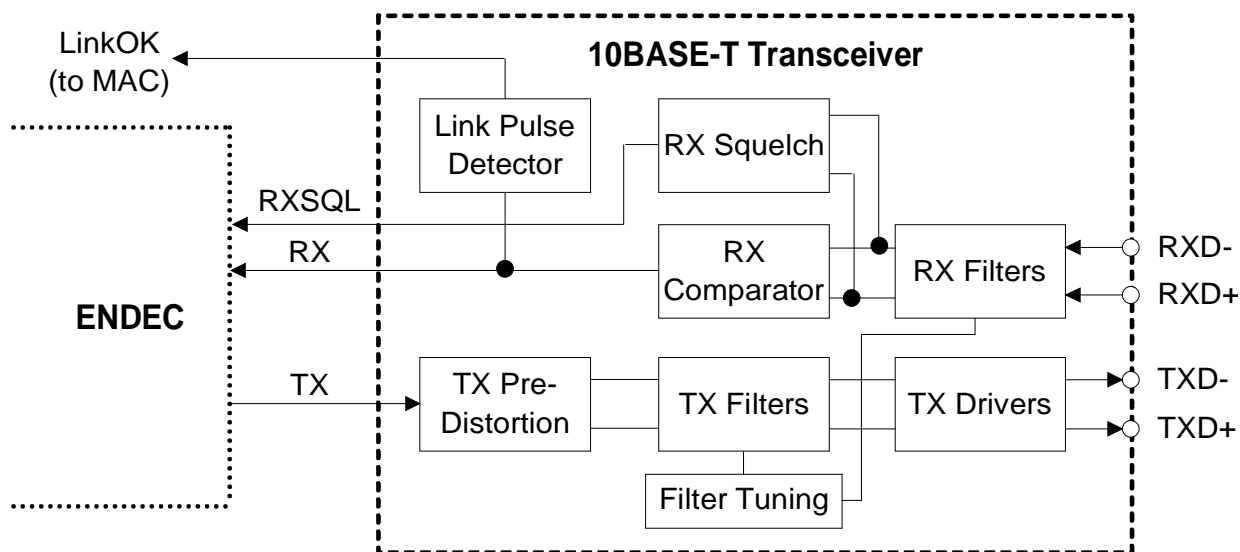 LinkOK
(to MAC)
10BASE-T Transceiver
Link Pulse
Detector
RX Squelch
RXSQL
RX
RX
Comparator
RX Filters
RXD-
RXD+
ENDEC
TX
TX Pre-
Distortion
TX Filters
TX Drivers
TXD-
TXD+
Filter Tuning